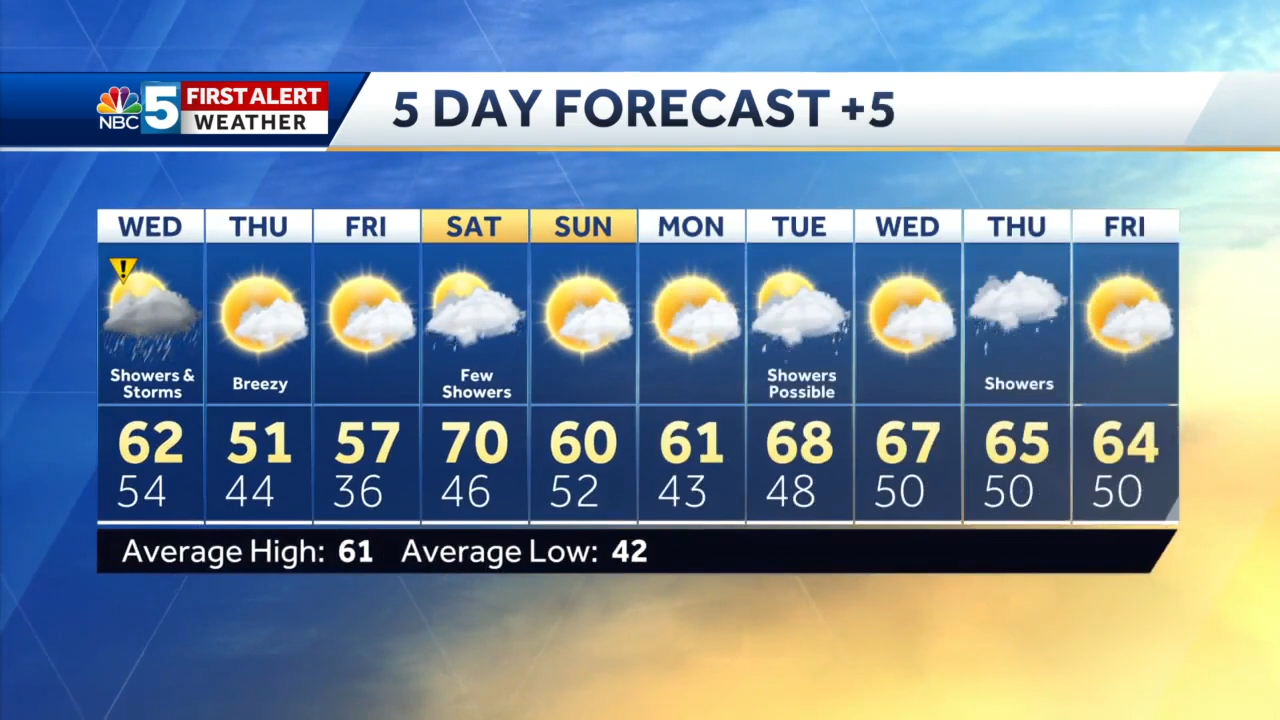 NBC 5 FIRST ALERT WEATHER
5 DAY FORECAST +5
WED THU FRI SAT SUN MON TUE WED THU FRI
!
Showers & Storms
Breezy
Few Showers
Showers Possible
Showers
62 51 57 70 60 61 68 67 65 64
54 44 36 46 52 43 48 50 50 50
Average High: 61 Average Low: 42